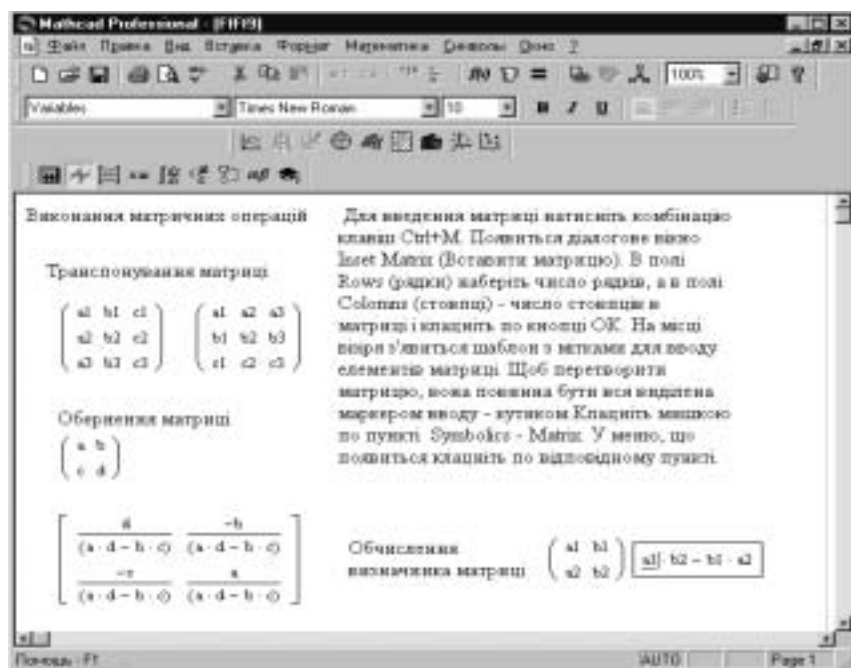 Mathcad Professional - [FIFI9]
Файл Правка Вид Вставка Формат Математика Символы Окно ?
100%
Variables Times New Roman 10 B I U
Виконання матричних операцій
Транспонування матриці
a1 b1 c1 a1 a2 a3
a2 b2 c2 b1 b2 b3
a3 b3 c3 c1 c2 c3
Обернення матриці
a b
c d
d -b
(a · d - b · c) (a · d - b · c)
-c a
(a · d - b · c) (a · d - b · c)
Для введення матриці натисніть комбінацію
клавіш Ctrl+M. Появиться діалогове вікно
Inset Matrix (Вставити матрицю). В полі
Rows (рядки) наберіть число рядків, а в полі
Colomns (стовпці) - число стовпців в
матриці і клацніть по кнопці OK. На місці
візира з'явиться шаблон з мітками для вводу
елементів матриці. Щоб перетворити
матрицю, вона повинна бути вся виділена
маркером вводу - кутиком Клацніть мишкою
по пункті Symbolics - Matrix. У меню, що
появиться клацніть по відповідному пункті.
Обчислення
визначника матриці
a1 b1
a2 b2
a1 · b2 - b1 · a2
Помощь - F1 AUTO Page 1